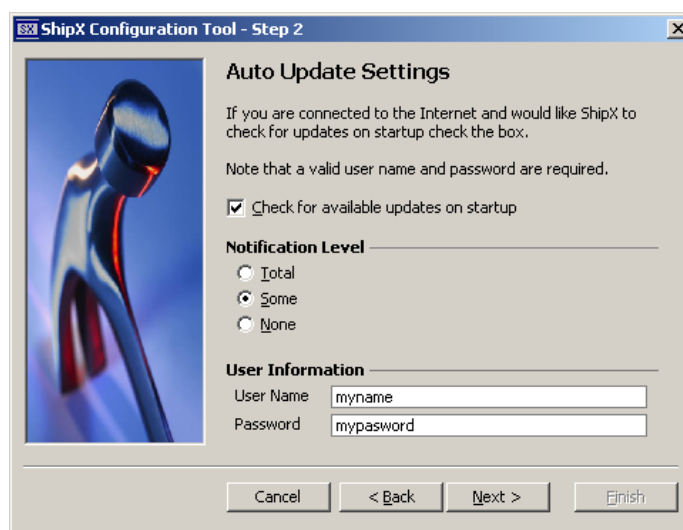 SX ShipX Configuration Tool - Step 2
Auto Update Settings
If you are connected to the Internet and would like ShipX to
check for updates on startup check the box.
Note that a valid user name and password are required.
Check for available updates on startup
Notification Level
Total
Some
None
User Information
User Name myname
Password mypasword
Cancel < Back Next > Finish